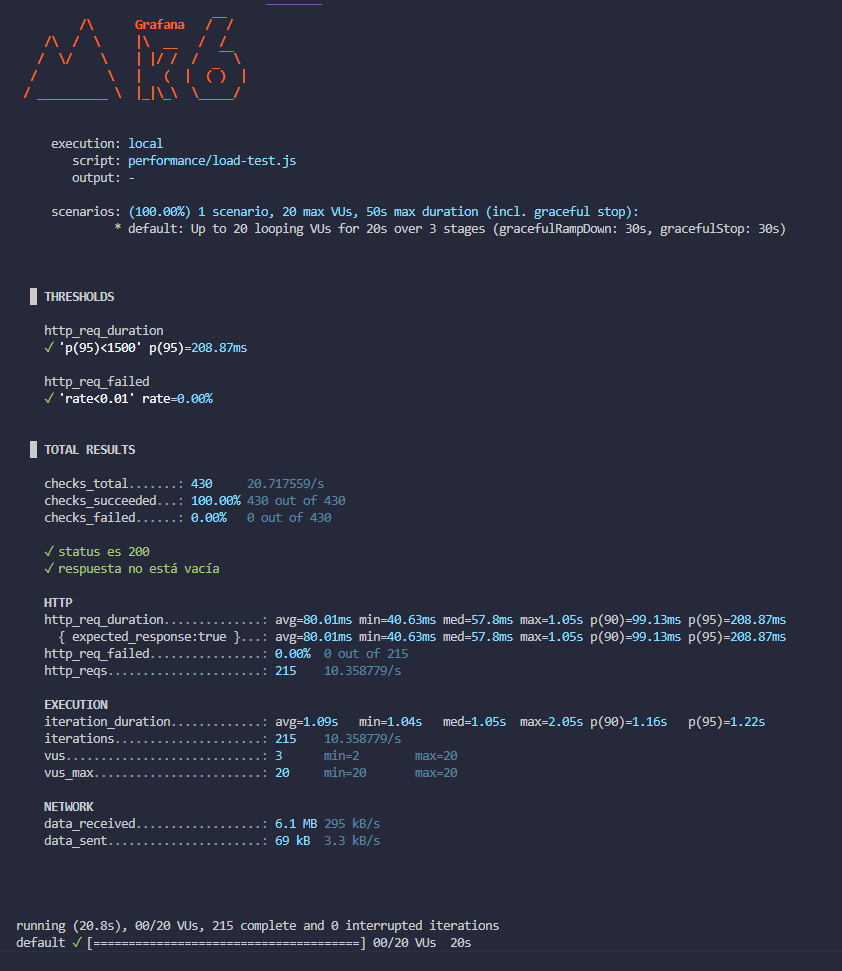 Grafana
execution: local
script: performance/load-test.js
output: -
scenarios: (100.00%) 1 scenario, 20 max VUs, 50s max duration (incl. graceful stop):
* default: Up to 20 looping VUs for 20s over 3 stages (gracefulRampDown: 30s, gracefulStop: 30s)
THRESHOLDS
http_req_duration
✓ 'p(95)<1500' p(95)=208.87ms
http_req_failed
✓ 'rate<0.01' rate=0.00%
TOTAL RESULTS
checks_total.......: 430     20.717559/s
checks_succeeded...: 100.00% 430 out of 430
checks_failed......: 0.00%   0 out of 430
✓ status es 200
✓ respuesta no está vacía
HTTP
http_req_duration..............: avg=80.01ms min=40.63ms med=57.8ms max=1.05s p(90)=99.13ms p(95)=208.87ms
{ expected_response:true }...: avg=80.01ms min=40.63ms med=57.8ms max=1.05s p(90)=99.13ms p(95)=208.87ms
http_req_failed................: 0.00%  0 out of 215
http_reqs......................: 215    10.358779/s
EXECUTION
iteration_duration.............: avg=1.09s   min=1.04s   med=1.05s  max=2.05s p(90)=1.16s   p(95)=1.22s
iterations.....................: 215    10.358779/s
vus............................: 3      min=2        max=20
vus_max........................: 20     min=20       max=20
NETWORK
data_received..................: 6.1 MB 295 kB/s
data_sent......................: 69 kB  3.3 kB/s
running (20.8s), 00/20 VUs, 215 complete and 0 interrupted iterations
default ✓ [======================================] 00/20 VUs  20s